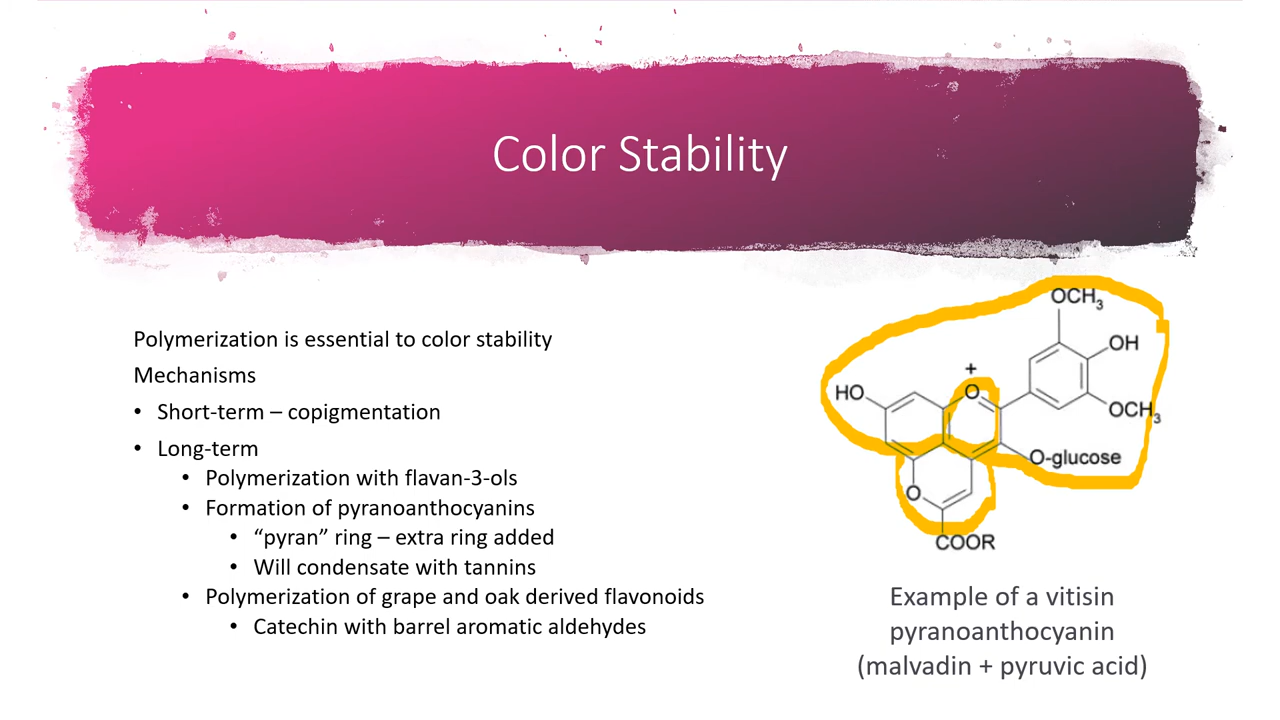 Color Stability
Polymerization is essential to color stability
Mechanisms
• Short-term – copigmentation
• Long-term
• Polymerization with flavan-3-ols
• Formation of pyranoanthocyanins
• “pyran” ring – extra ring added
• Will condensate with tannins
• Polymerization of grape and oak derived flavonoids
• Catechin with barrel aromatic aldehydes
OCH3
OH
+
HO
O
OCH3
O-glucose
O
COOR
Example of a vitisin
pyranoanthocyanin
(malvadin + pyruvic acid)